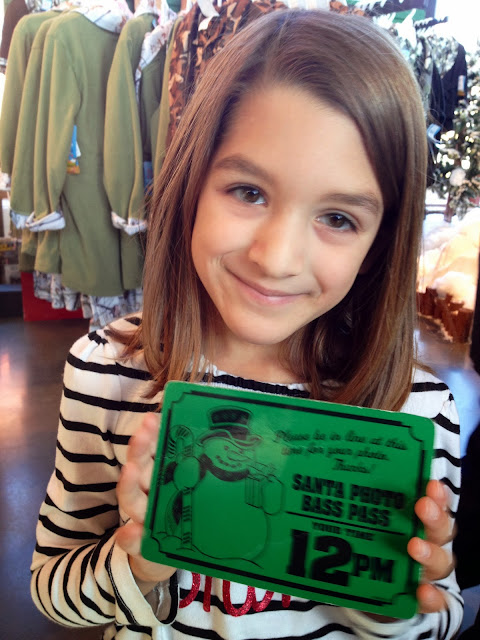 Please be in line at this
time for your photo.
Thanks!
SANTA PHOTO
BASS PASS
YOUR TIME
12PM